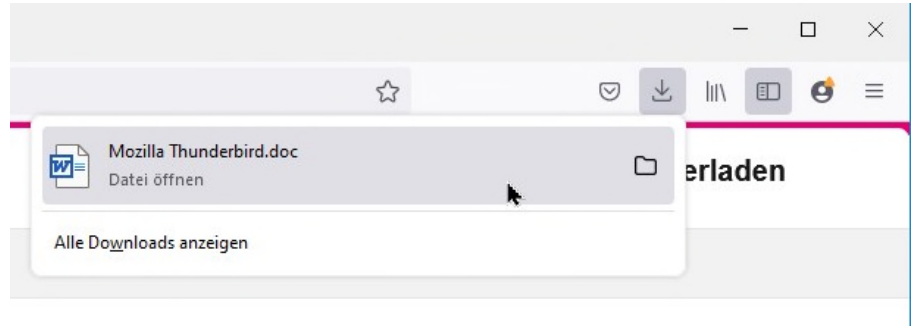 Mozilla Thunderbird.doc
Datei öffnen
erladen
Alle Downloads anzeigen